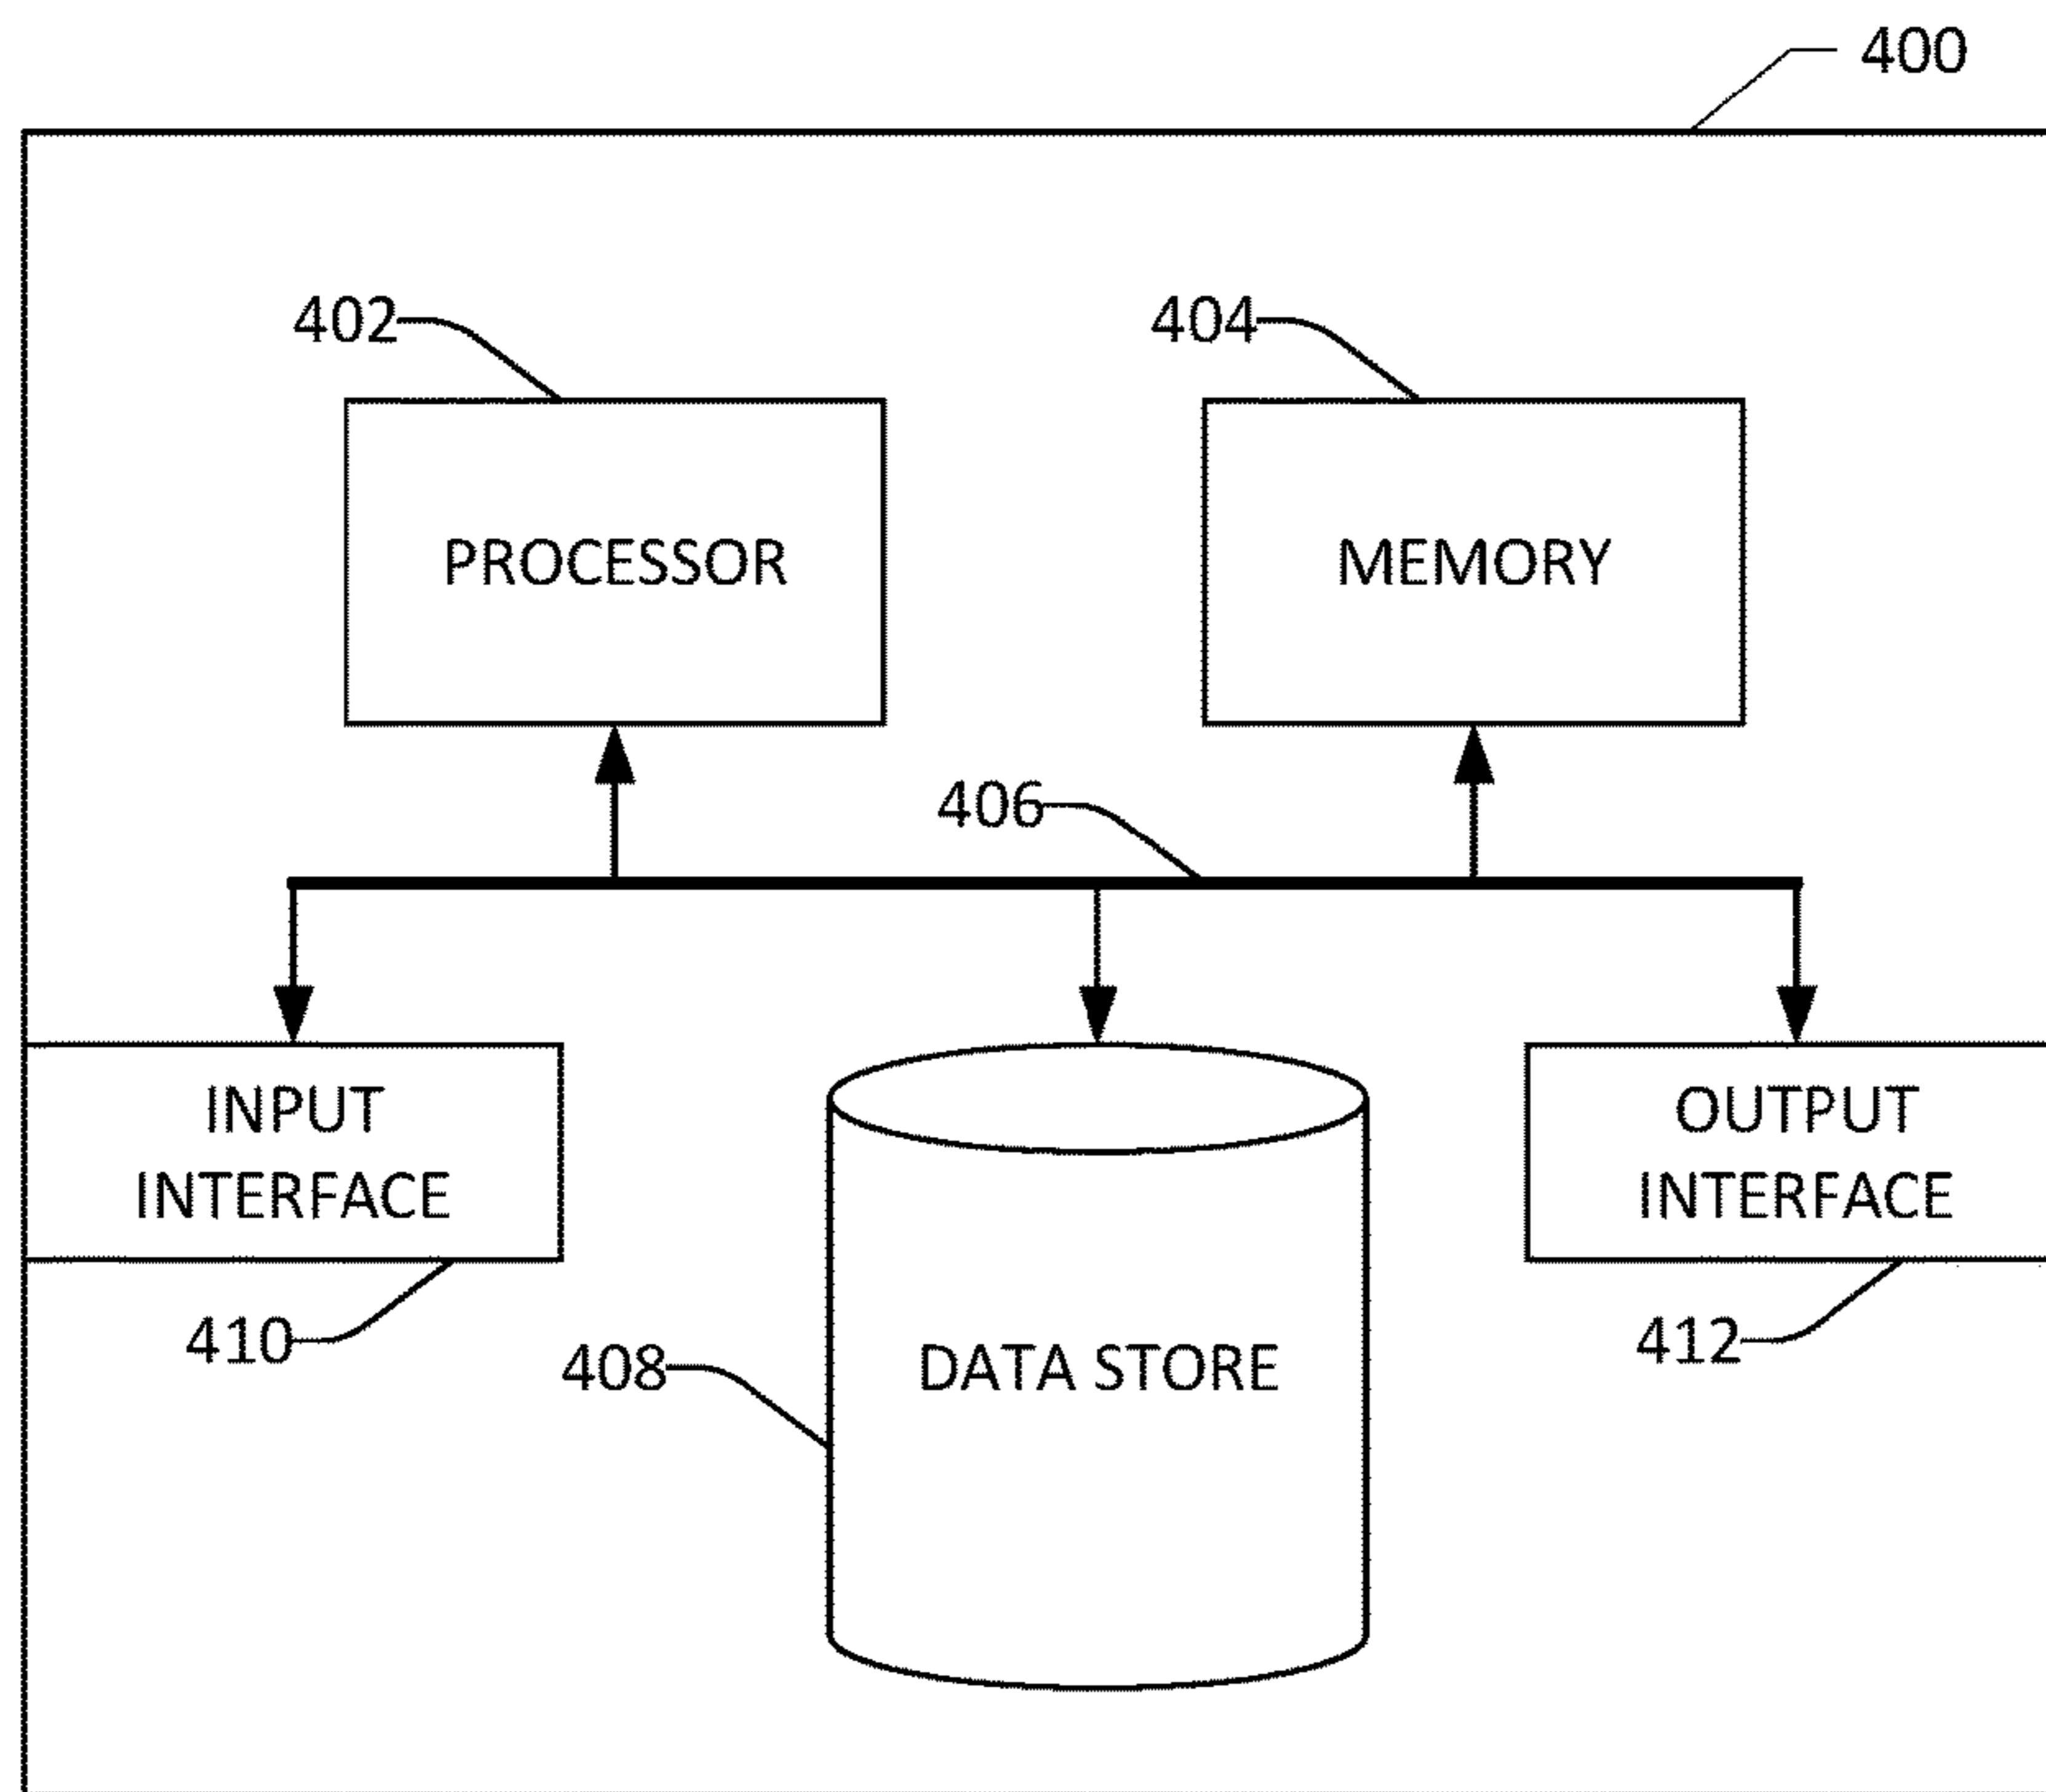 400
402
404
PROCESSOR
MEMORY
406
INPUT
INTERFACE
OUTPUT
INTERFACE
410
408
DATA STORE
412